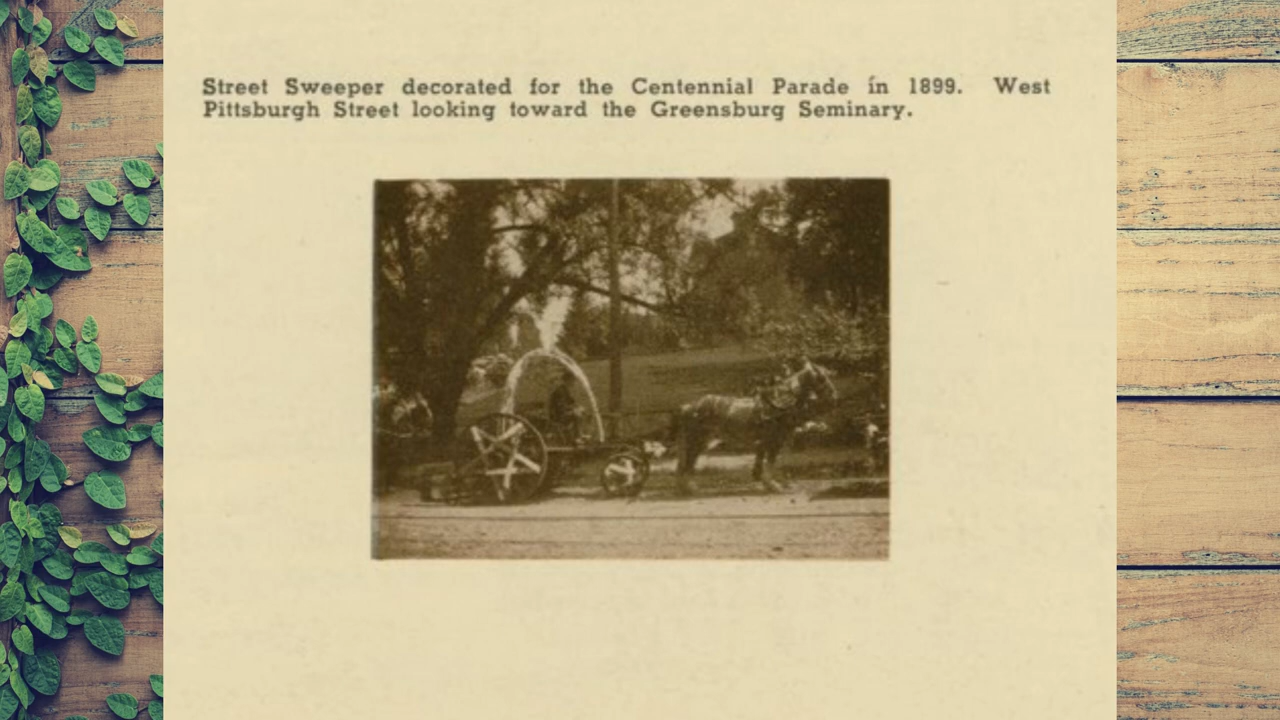 Street Sweeper decorated for the Centennial Parade in 1899. West
Pittsburgh Street looking toward the Greensburg Seminary.